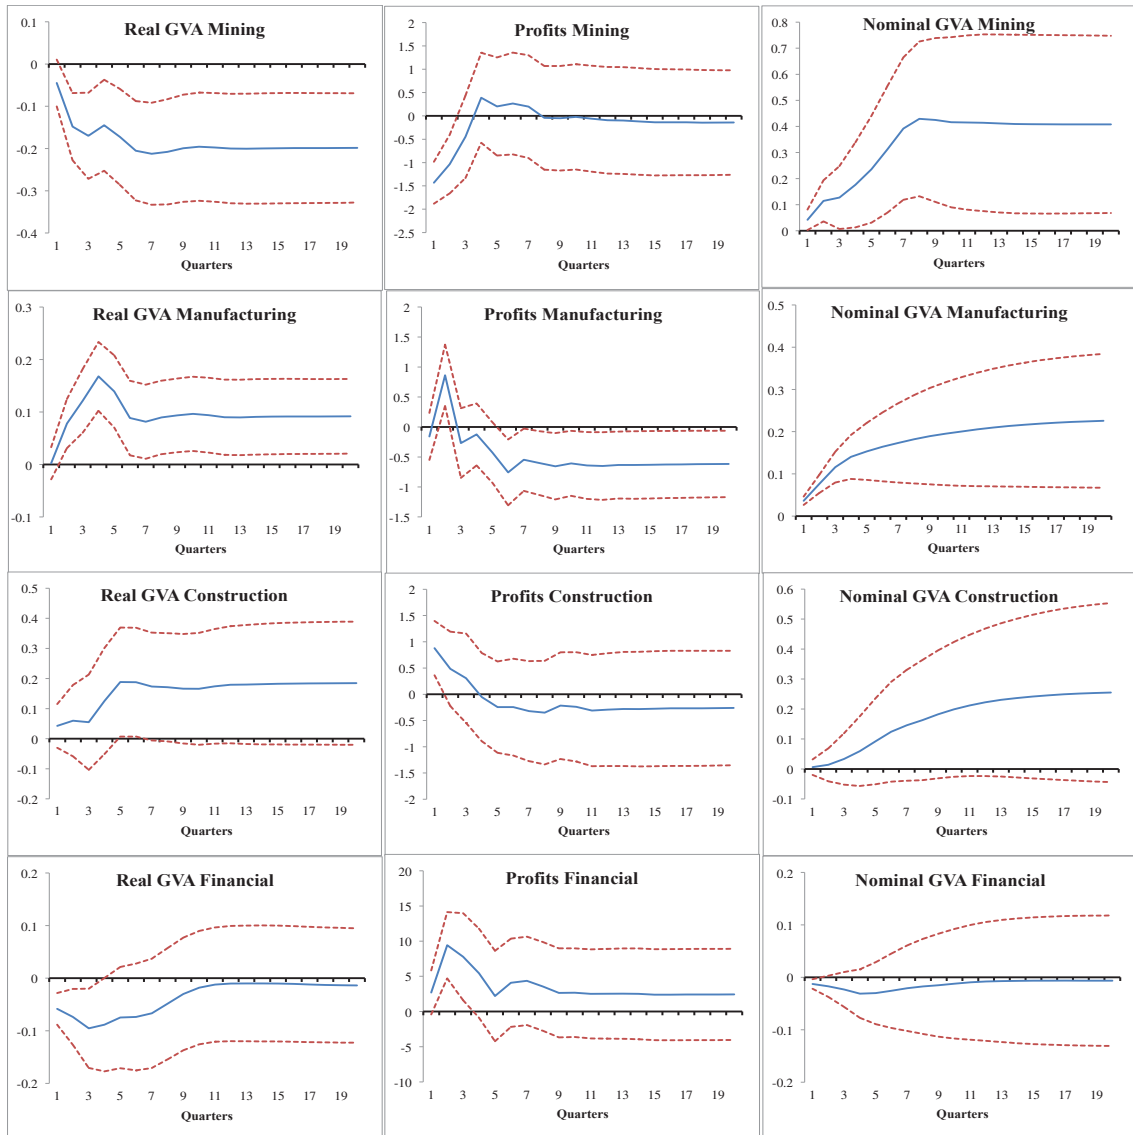 Real GVA Mining
0.1
0
-0.1
-0.2
-0.3
-0.4
1 3 5 7 9 11 13 15 17 19
Quarters
Profits Mining
2
1.5
1
0.5
0
-0.5
-1
-1.5
-2
-2.5
1 3 5 7 9 11 13 15 17 19
Quarters
Nominal GVA Mining
0.8
0.7
0.6
0.5
0.4
0.3
0.2
0.1
0
1 3 5 7 9 11 13 15 17 19
Quarters
Real GVA Manufacturing
0.3
0.2
0.1
0
-0.1
1 3 5 7 9 11 13 15 17 19
Quarters
Profits Manufacturing
2
1.5
1
0.5
0
-0.5
-1
-1.5
1 3 5 7 9 11 13 15 17 19
Quarters
Nominal GVA Manufacturing
0.5
0.4
0.3
0.2
0.1
0
1 3 5 7 9 11 13 15 17 19
Quarters
Real GVA Construction
0.5
0.4
0.3
0.2
0.1
0
-0.1
-0.2
1 3 5 7 9 11 13 15 17 19
Quarters
Profits Construction
2
1.5
1
0.5
0
-0.5
-1
-1.5
-2
1 3 5 7 9 11 13 15 17 19
Quarters
Nominal GVA Construction
0.6
0.5
0.4
0.3
0.2
0.1
0
-0.1
1 3 5 7 9 11 13 15 17 19
Quarters
Real GVA Financial
0.2
0.1
0
-0.1
-0.2
1 3 5 7 9 11 13 15 17 19
Quarters
Profits Financial
20
15
10
5
0
-5
-10
1 3 5 7 9 11 13 15 17 19
Quarters
Nominal GVA Financial
0.2
0.1
0
-0.1
-0.2
1 3 5 7 9 11 13 15 17 19
Quarters